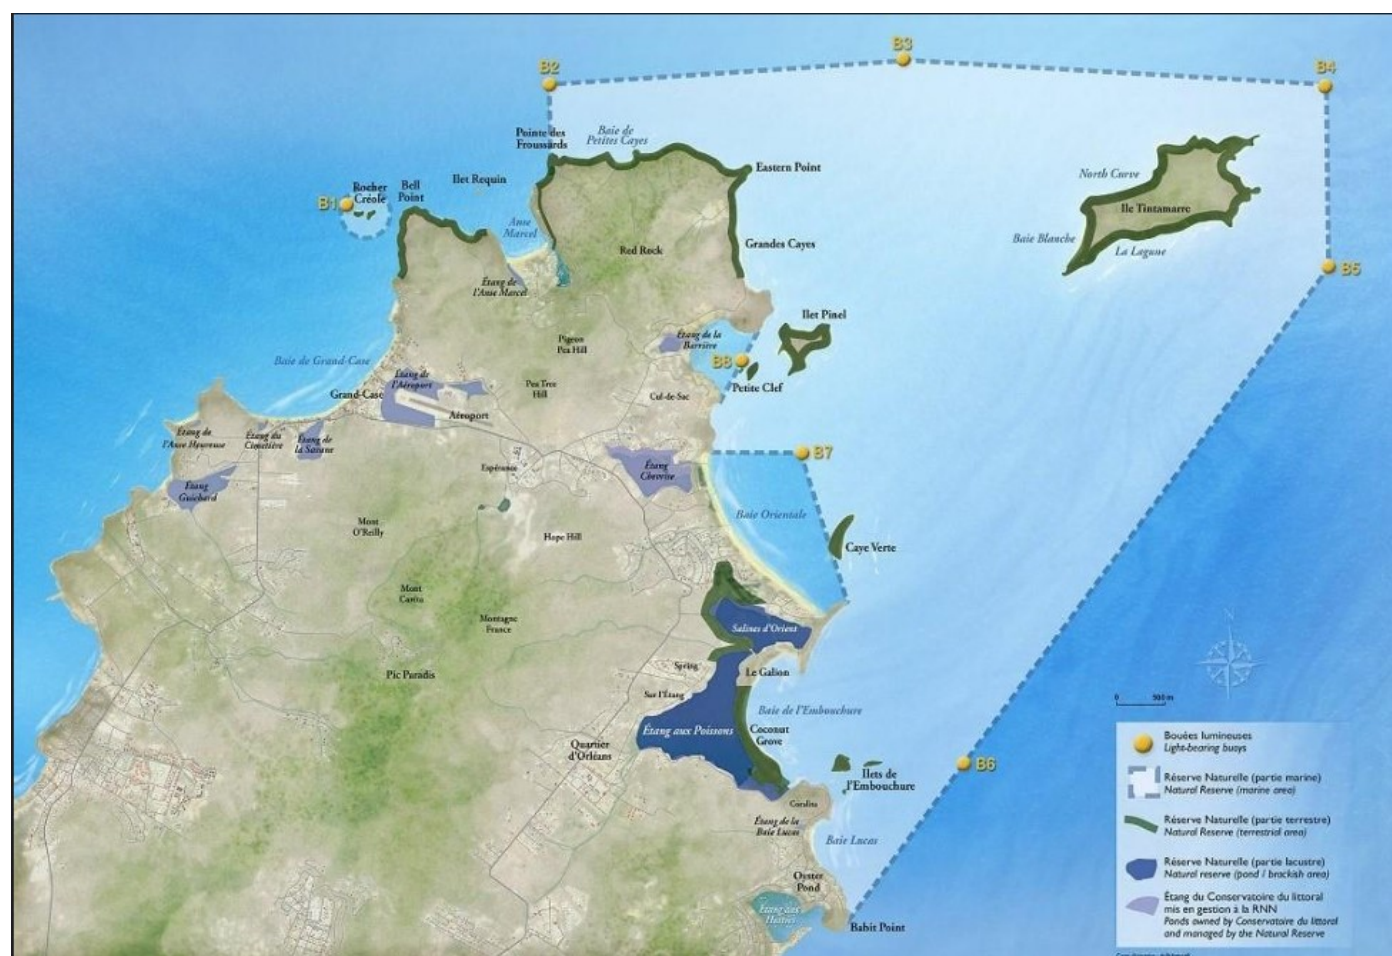 B3
B2
B4
Pointe des
Froussards
Baie de
Petites Cayes
Eastern Point
Rocher
Créole
Bell
Point
Ilet Requin
B1
North Curve
Ile Tintamarre
Anse
Marcel
Red Rock
Grandes Cayes
Baie Blanche
La Lagune
B5
Étang de
l'Anse Marcel
Ilet Pinel
Pigeon
Pea Hill
Étang de la
Barrière
Baie de Grand-Case
B8
Petite Clef
Étang de
l'Aéroport
Pea Tree
Hill
Grand-Case
Cul-de-Sac
Aéroport
Étang de
l'Anse Heureuse
Étang du
Cimetière
Étang de
la Savane
B7
Espérance
Étang
Chevrise
Étang
Guichard
Baie Orientale
Mont
O'Reilly
Hope Hill
Caye Verte
Mont
Careta
Montagne
France
Salines d'Orient
Spring
Le Galion
Pic Paradis
Sur l'Étang
Baie de l'Embouchure
Étang aux Poissons
Coconut
Grove
Quartier
d'Orléans
B6
Ilets de
l'Embouchure
Coralita
Étang de la
Baie Lucas
Baie Lucas
Oyster
Pond
Étang aux
Huîtres
Babit Point
0 500 m
Bouées lumineuses
Light-bearing buoys
Réserve Naturelle (partie marine)
Natural Reserve (marine area)
Réserve Naturelle (partie terrestre)
Natural Reserve (terrestrial area)
Réserve Naturelle (partie lacustre)
Natural reserve (pond / brackish area)
Étang du Conservatoire du littoral
mis en gestion à la RNN
Ponds owned by Conservatoire du littoral
and managed by the Natural Reserve